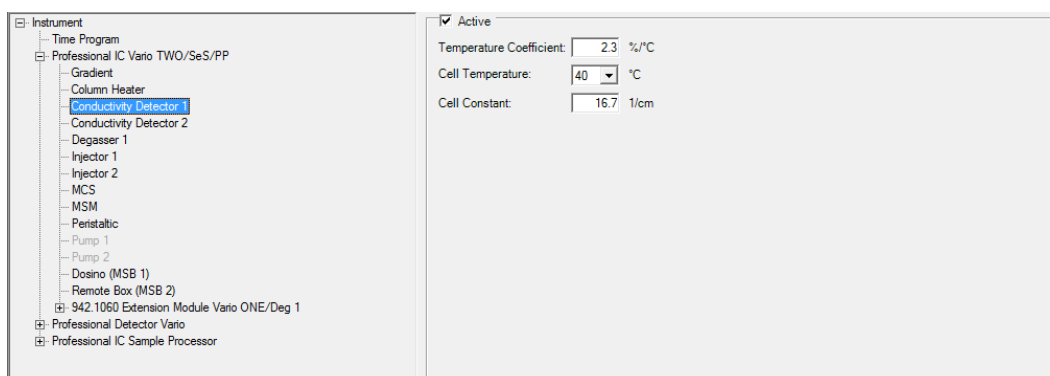 Instrument
Time Program
Professional IC Vario TWO/SeS/PP
Gradient
Column Heater
Conductivity Detector 1
Conductivity Detector 2
Degasser 1
Injector 1
Injector 2
MCS
MSM
Peristaltic
Pump 1
Pump 2
Dosino (MSB 1)
Remote Box (MSB 2)
942.1060 Extension Module Vario ONE/Deg 1
Professional Detector Vario
Professional IC Sample Processor
Active
Temperature Coefficient: 2.3 %/°C
Cell Temperature: 40 °C
Cell Constant: 16.7 1/cm